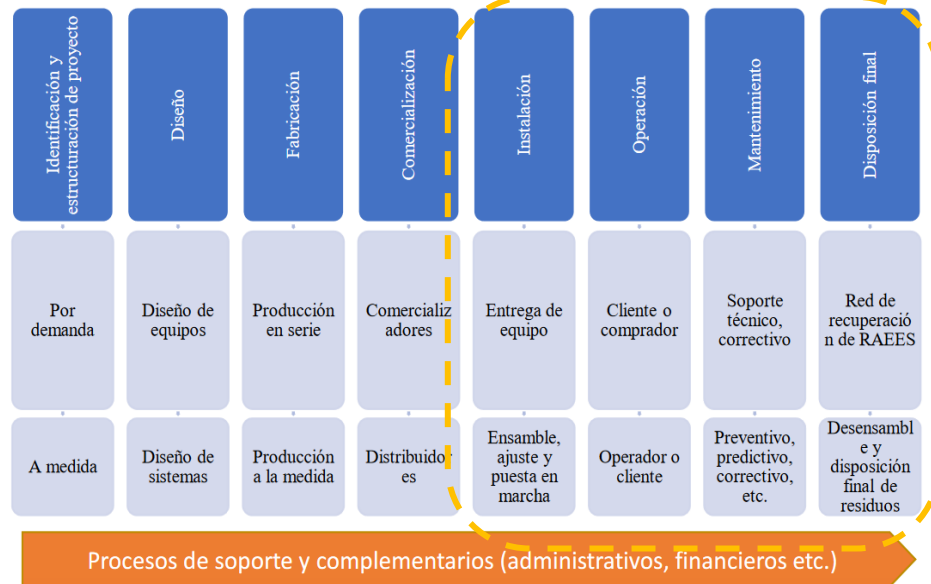 Identificación y
estructuración de proyecto
Diseño
Fabricación
Comercialización
Instalación
Operación
Mantenimiento
Disposición final
Por
demanda
Diseño de
equipos
Producción
en serie
Comercializ
adores
Entrega de
equipo
Cliente o
comprador
Soporte
técnico,
correctivo
Red de
recuperació
n de RAEES
A medida
Diseño de
sistemas
Producción
a la medida
Distribuidor
es
Ensamble,
ajuste y
puesta en
marcha
Operador o
cliente
Preventivo,
predictivo,
correctivo,
etc.
Desensambl
e y
disposición
final de
residuos
Procesos de soporte y complementarios (administrativos, financieros etc.)